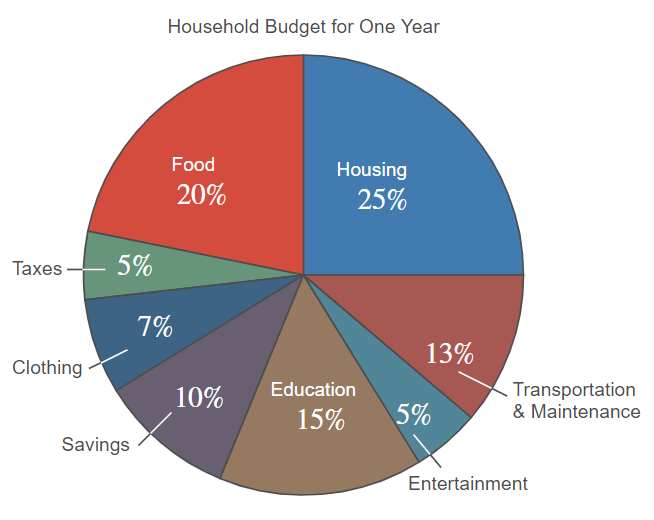 Household Budget for One Year
Food
20%
Housing
25%
Taxes
5%
Clothing
7%
Savings
10%
Education
15%
5%
Entertainment
13%
Transportation
& Maintenance